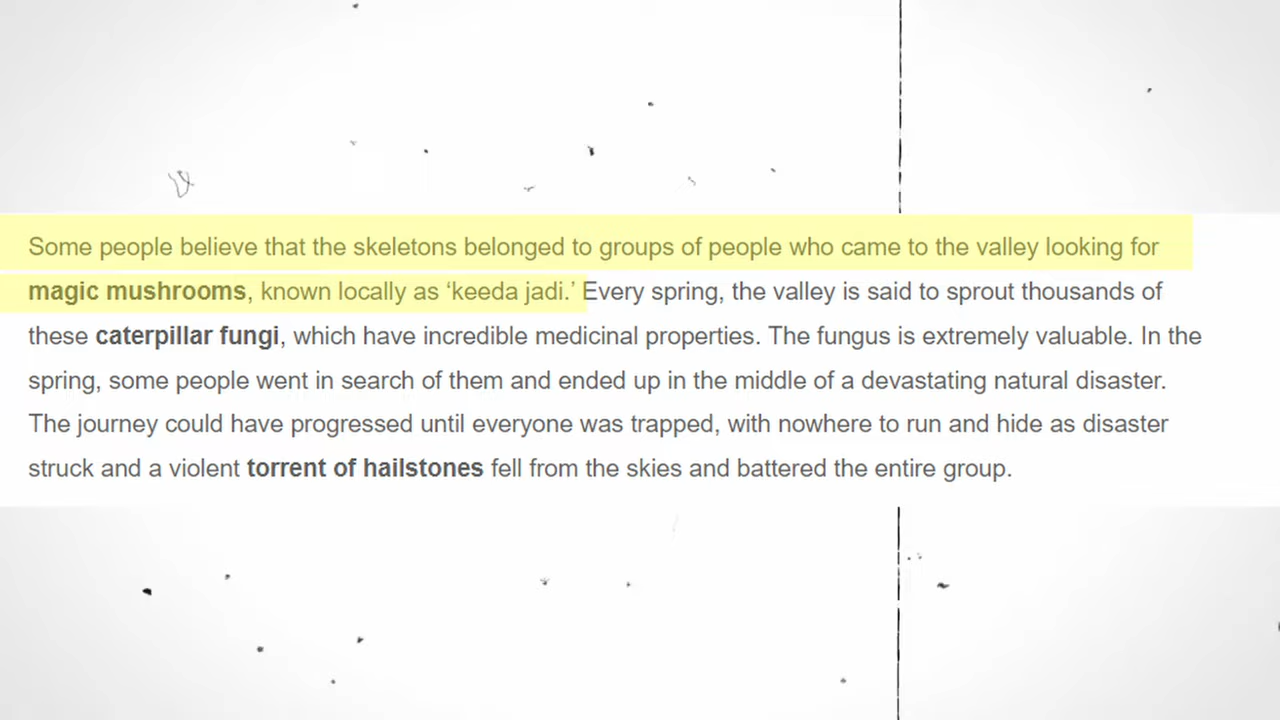 Some people believe that the skeletons belonged to groups of people who came to the valley looking for
magic mushrooms, known locally as ‘keeda jadi.’ Every spring, the valley is said to sprout thousands of
these caterpillar fungi, which have incredible medicinal properties. The fungus is extremely valuable. In the
spring, some people went in search of them and ended up in the middle of a devastating natural disaster.
The journey could have progressed until everyone was trapped, with nowhere to run and hide as disaster
struck and a violent torrent of hailstones fell from the skies and battered the entire group.